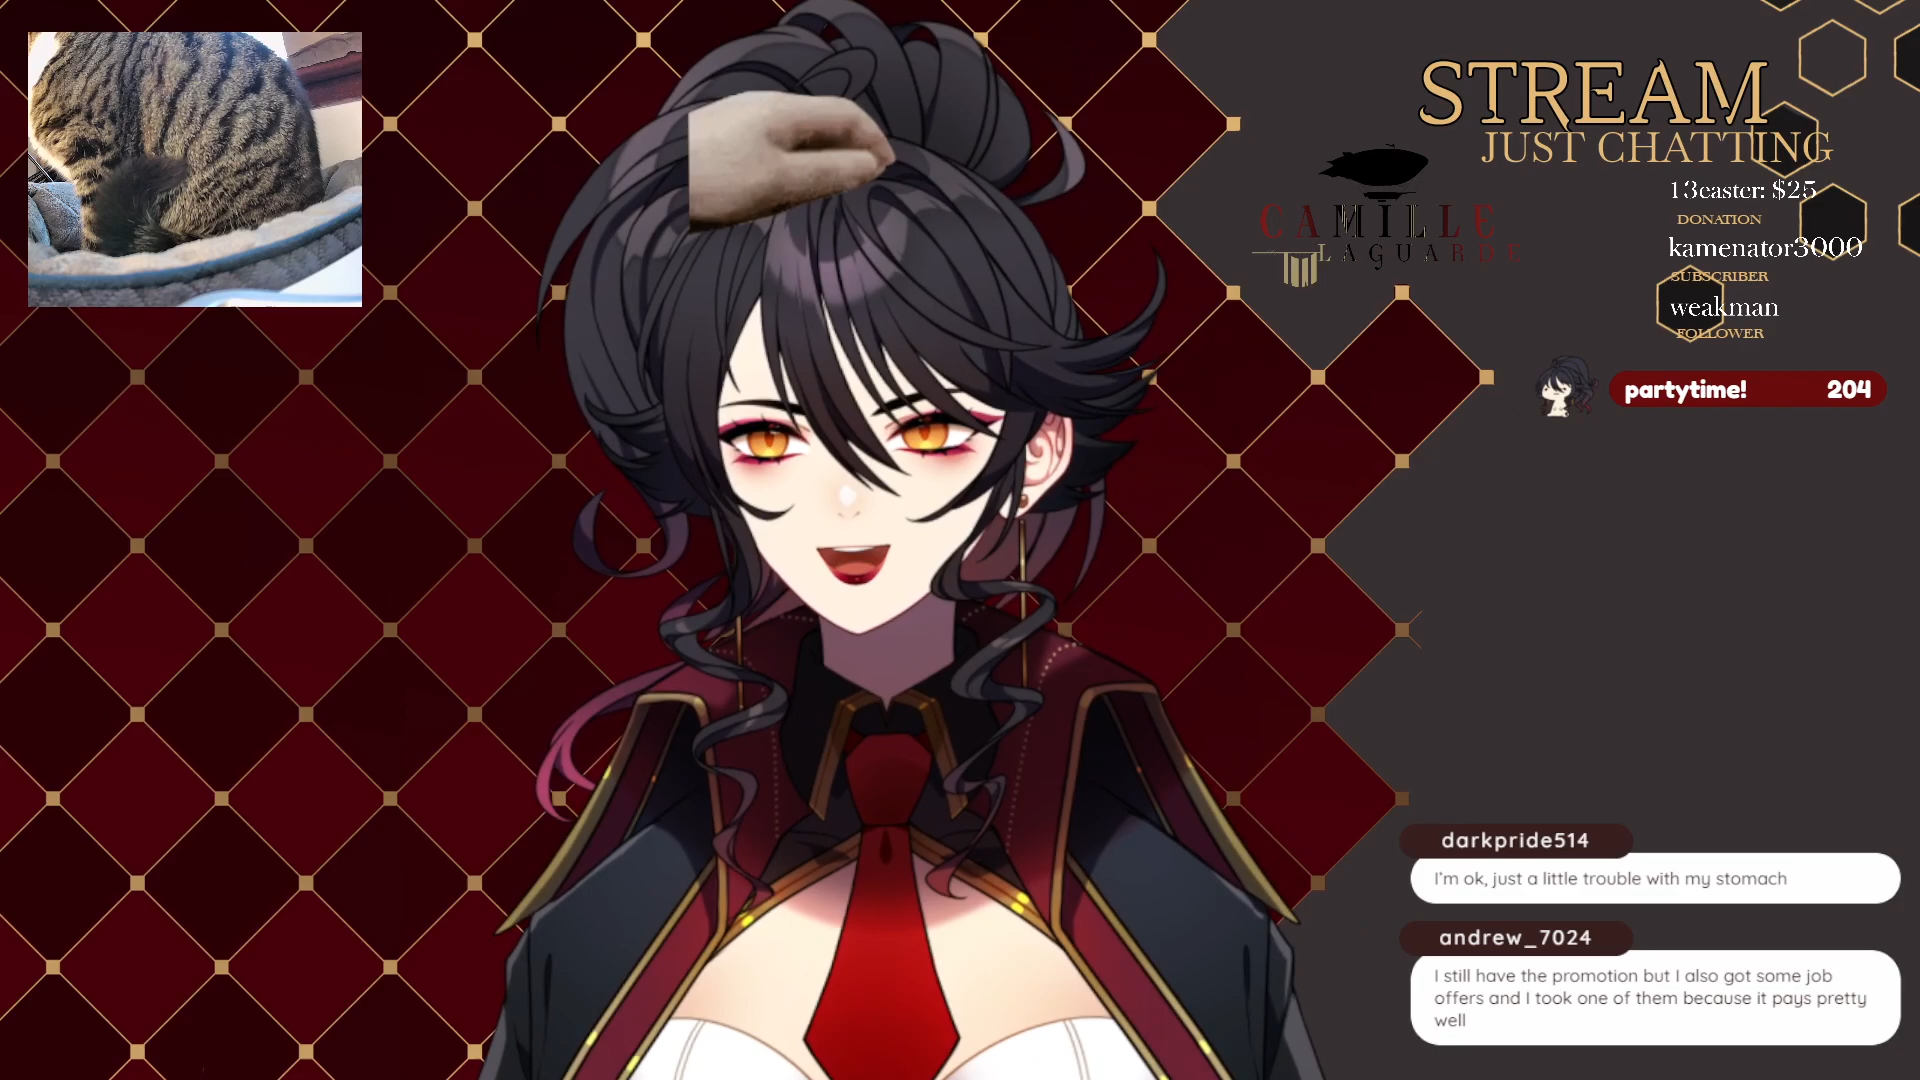 STREAM
JUST CHATTING
CAMILLE
LAGUARDE
13easter: $25
DONATION
kamenator3000
SUBSCRIBER
weakman
FOLLOWER
partytime! 204
darkpride514
I'm ok, just a little trouble with my stomach
andrew_7024
I still have the promotion but I also got some job
offers and I took one of them because it pays pretty
well